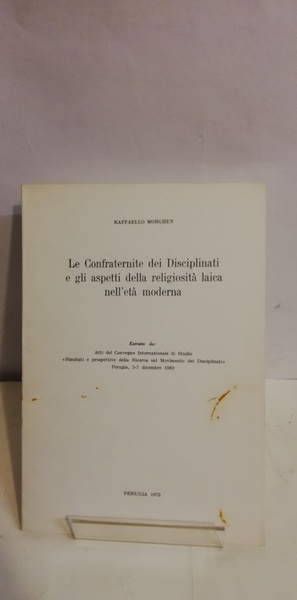 RAFFAELLO MORGHEN
Le Confraternite dei Disciplinati
e gli aspetti della religiosità laica
nell'età moderna
Estratto da:
Atti del Convegno Internazionale di Studio
«Risultati e prospettive della Ricerca sul Movimento dei Disciplinati»
Perugia, 5-7 dicembre 1969
PERUGIA 1972